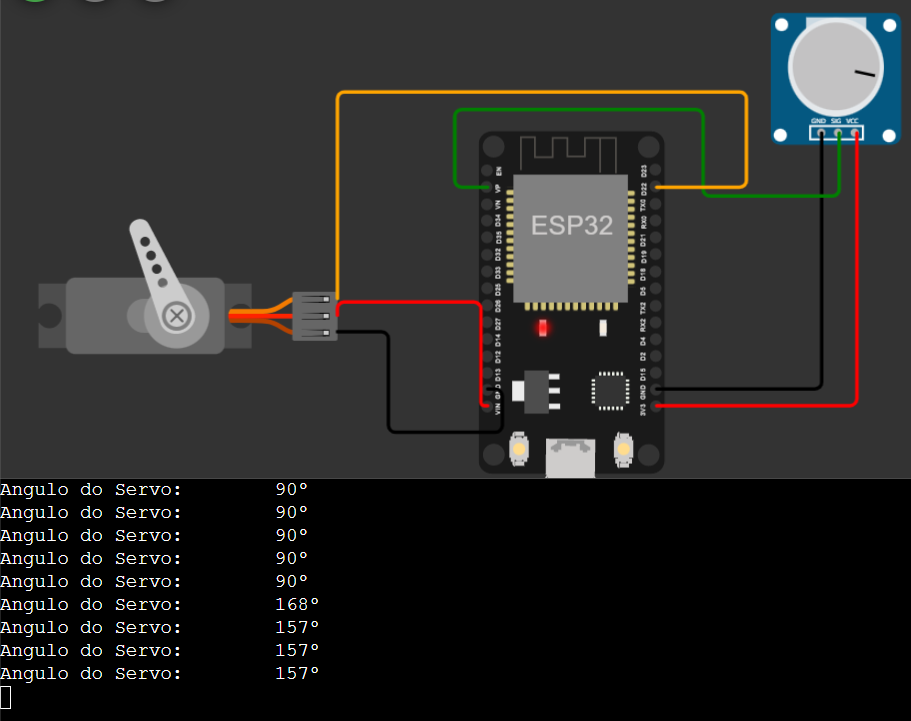 GND SIG VCC
EN
VP
VN
D34
D35
D32
D33
D25
D26
D27
D14
D12
D13
VIN
D23
D22
TX0
RX0
D21
D19
D18
D5
TX2
RX2
D4
D2
D15
GND
3V3
ESP32
Angulo do Servo: 90°
Angulo do Servo: 90°
Angulo do Servo: 90°
Angulo do Servo: 90°
Angulo do Servo: 90°
Angulo do Servo: 168°
Angulo do Servo: 157°
Angulo do Servo: 157°
Angulo do Servo: 157°